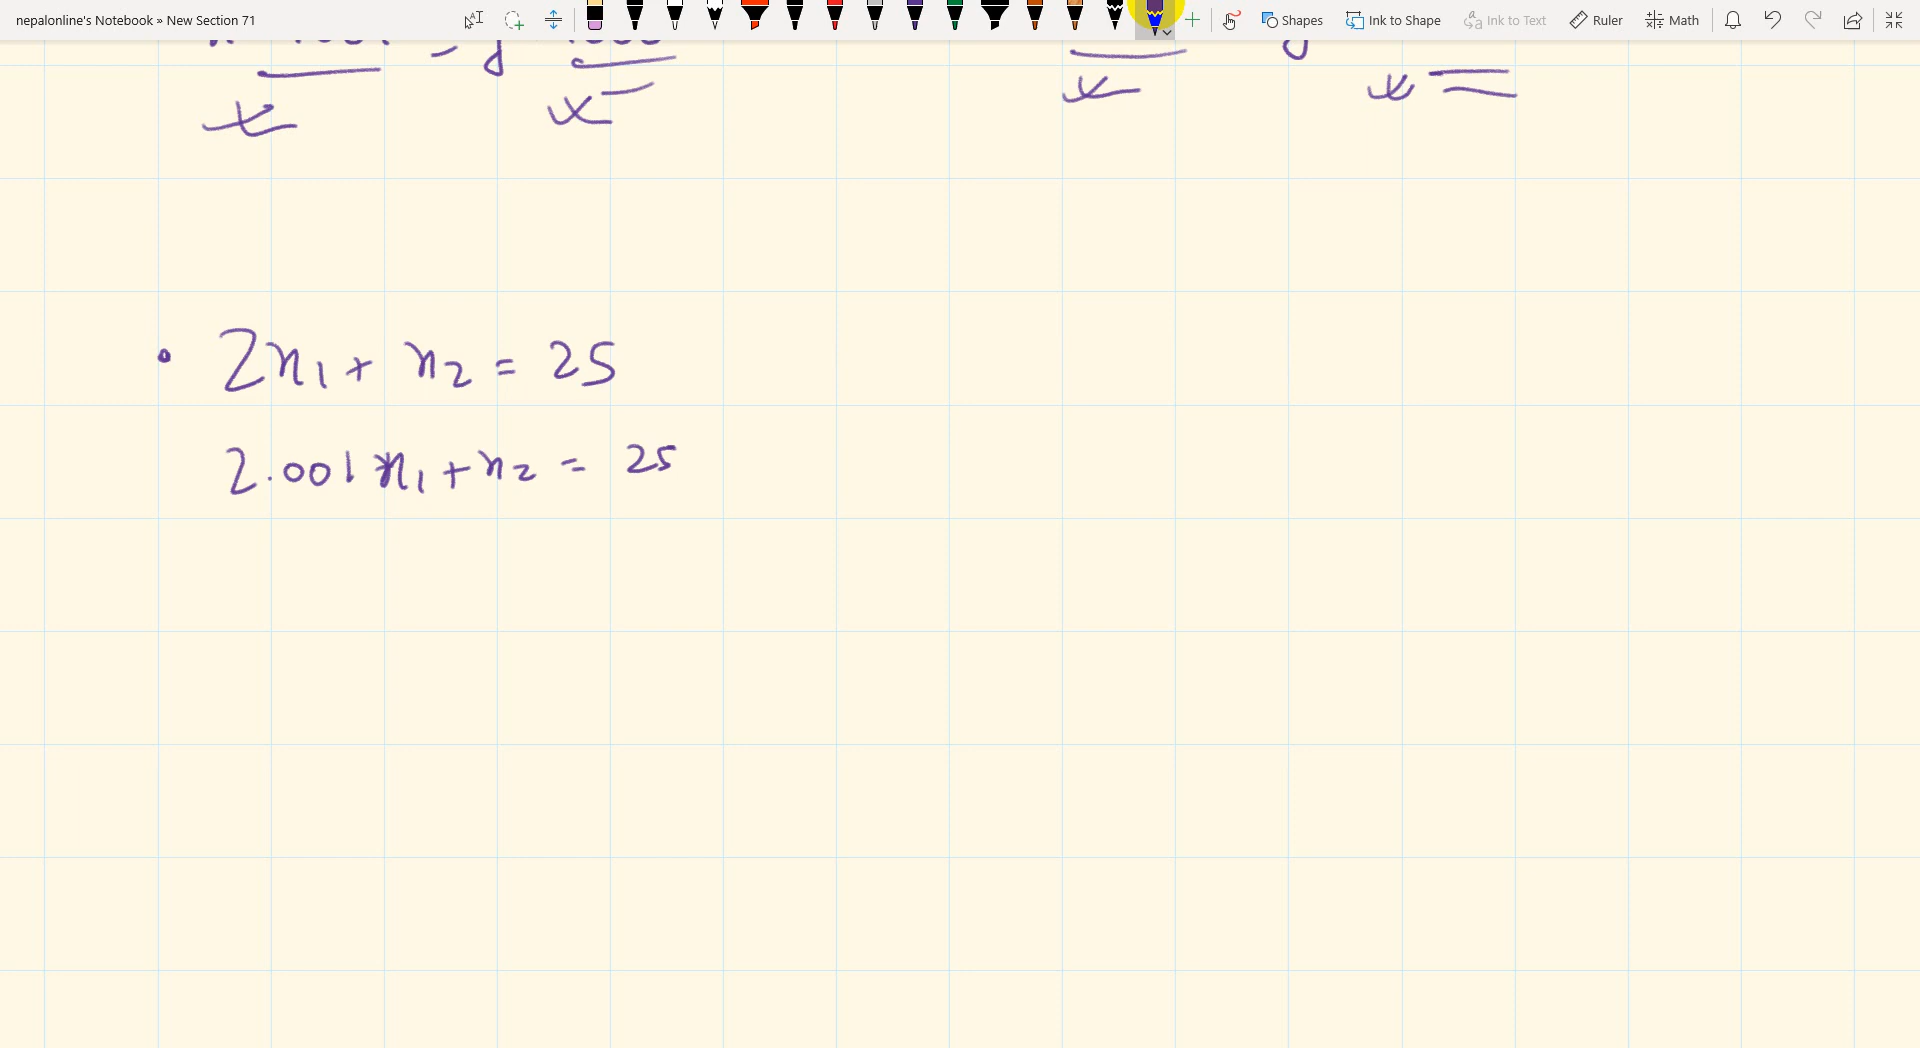 nepalonline's Notebook » New Section 71
Shapes
Ink to Shape
Ink to Text
Ruler
Math
2x₁ + x₂ = 25
2.001x₁ + x₂ = 25